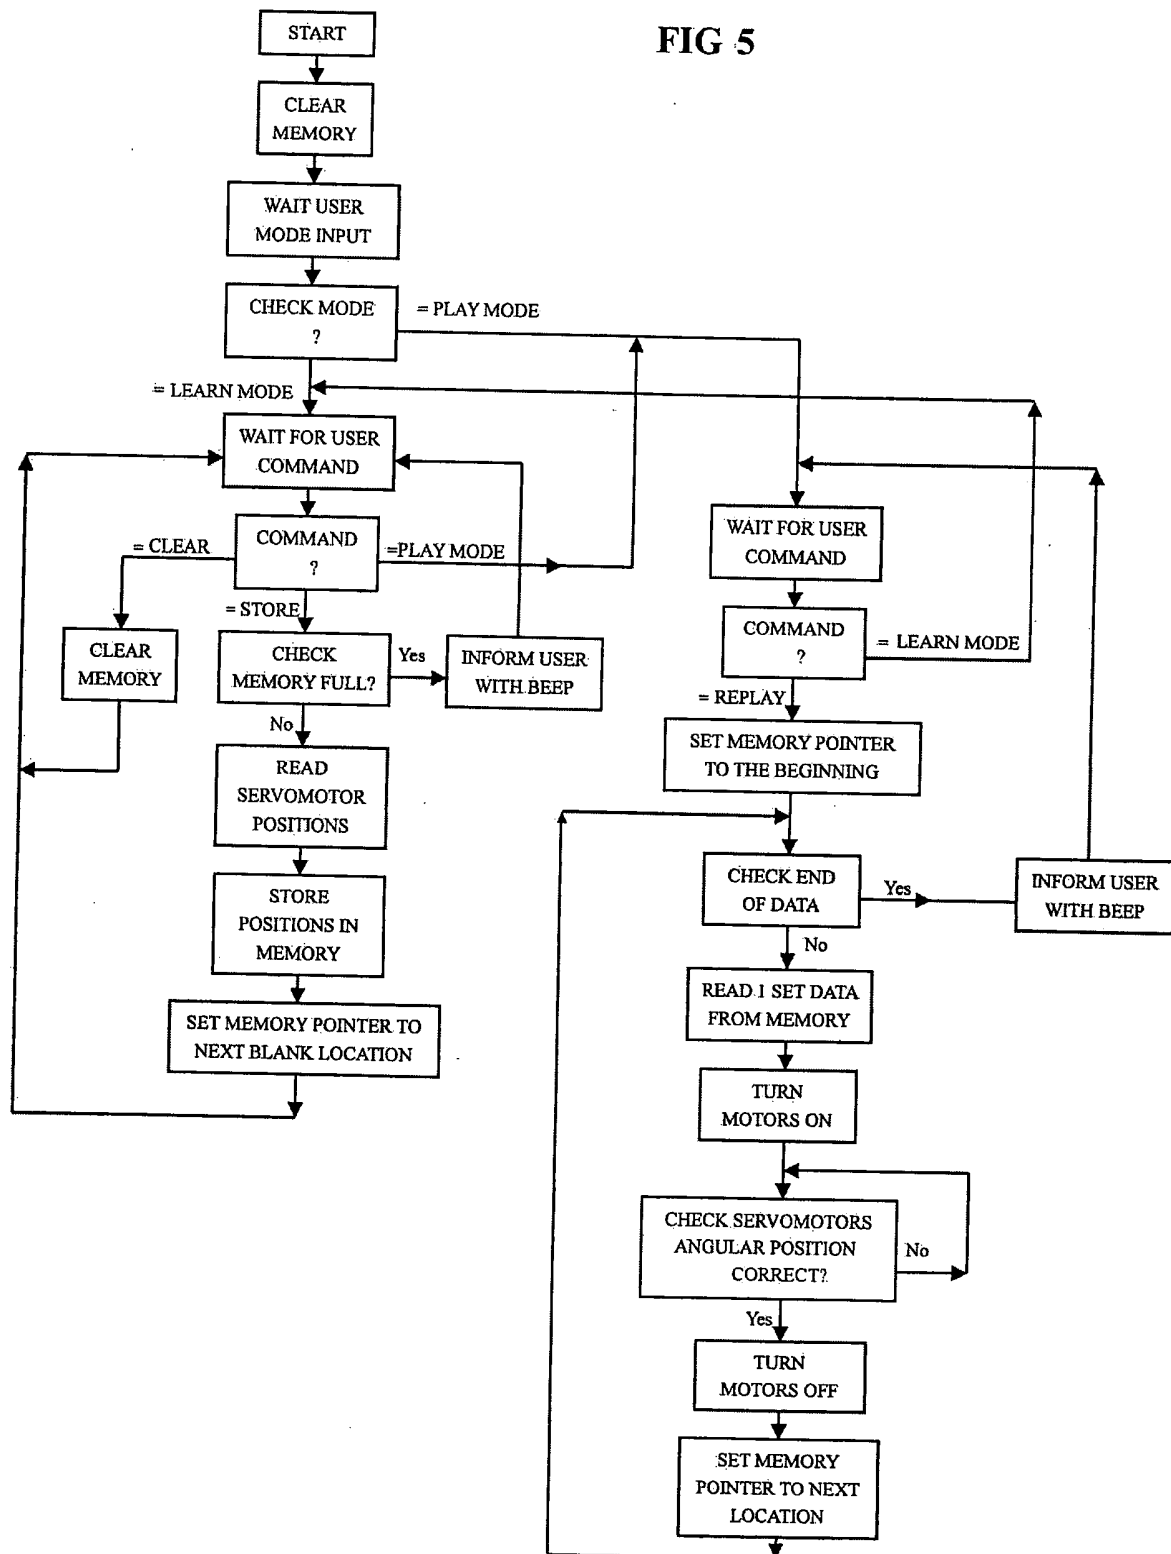 FIG 5
START
CLEAR
MEMORY
WAIT USER
MODE INPUT
CHECK MODE
?
= PLAY MODE
= LEARN MODE
WAIT FOR USER
COMMAND
COMMAND
?
= CLEAR
=PLAY MODE
= STORE
CLEAR
MEMORY
CHECK
MEMORY FULL?
Yes
INFORM USER
WITH BEEP
No
READ
SERVOMOTOR
POSITIONS
STORE
POSITIONS IN
MEMORY
SET MEMORY POINTER TO
NEXT BLANK LOCATION
WAIT FOR USER
COMMAND
COMMAND
?
= LEARN MODE
= REPLAY
SET MEMORY POINTER
TO THE BEGINNING
CHECK END
OF DATA
Yes
INFORM USER
WITH BEEP
No
READ 1 SET DATA
FROM MEMORY
TURN
MOTORS ON
CHECK SERVOMOTORS
ANGULAR POSITION
CORRECT?
No
Yes
TURN
MOTORS OFF
SET MEMORY
POINTER TO NEXT
LOCATION